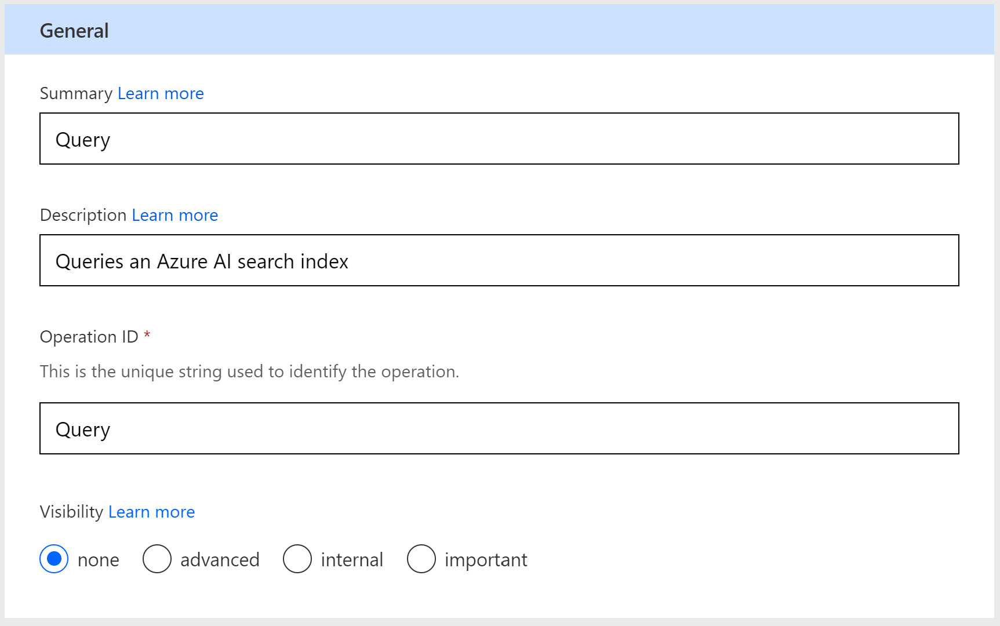 General
Summary Learn more
Query
Description Learn more
Queries an Azure AI search index
Operation ID *
This is the unique string used to identify the operation.
Query
Visibility Learn more
none advanced internal important